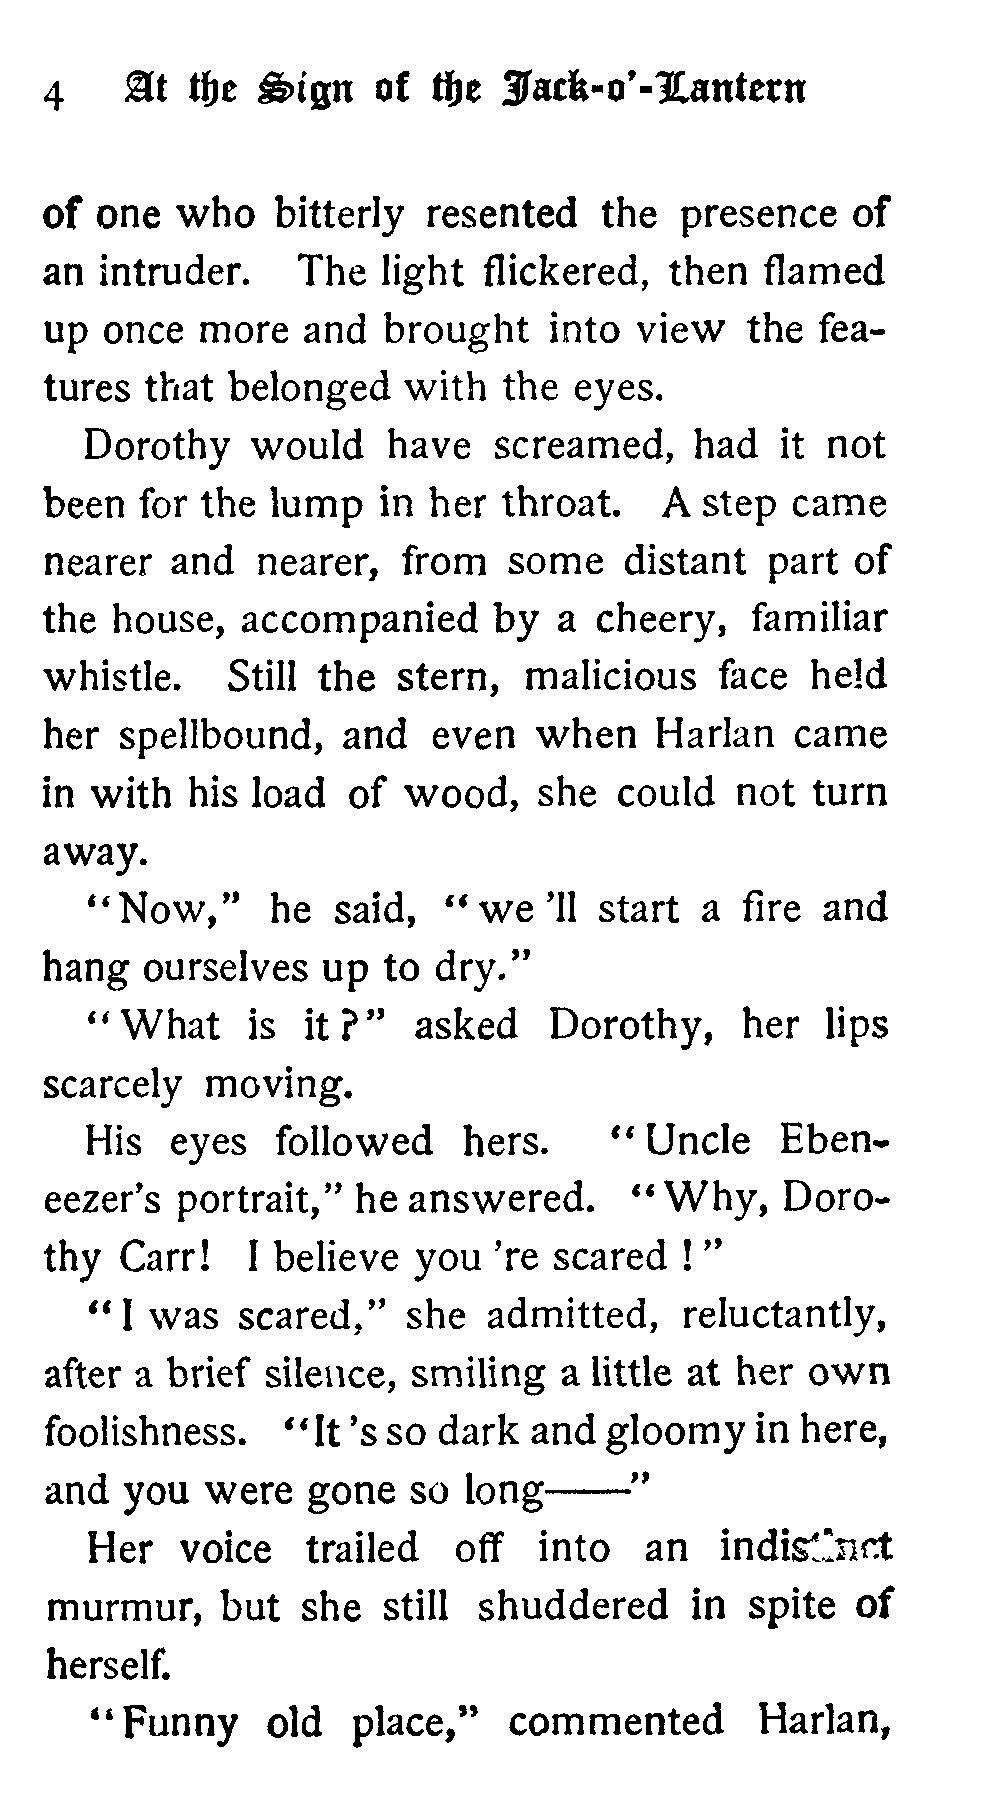 4 At the Sign of the Jack-o'-Lantern
of one who bitterly resented the presence of
an intruder. The light flickered, then flamed
up once more and brought into view the fea-
tures that belonged with the eyes.
Dorothy would have screamed, had it not
been for the lump in her throat. A step came
nearer and nearer, from some distant part of
the house, accompanied by a cheery, familiar
whistle. Still the stern, malicious face held
her spellbound, and even when Harlan came
in with his load of wood, she could not turn
away.
"Now," he said, "we 'll start a fire and
hang ourselves up to dry."
"What is it?" asked Dorothy, her lips
scarcely moving.
His eyes followed hers. "Uncle Eben-
eezer's portrait," he answered. "Why, Doro-
thy Carr! I believe you 're scared!"
"I was scared," she admitted, reluctantly,
after a brief silence, smiling a little at her own
foolishness. "It 's so dark and gloomy in here,
and you were gone so long——"
Her voice trailed off into an indistinct
murmur, but she still shuddered in spite of
herself.
"Funny old place," commented Harlan,